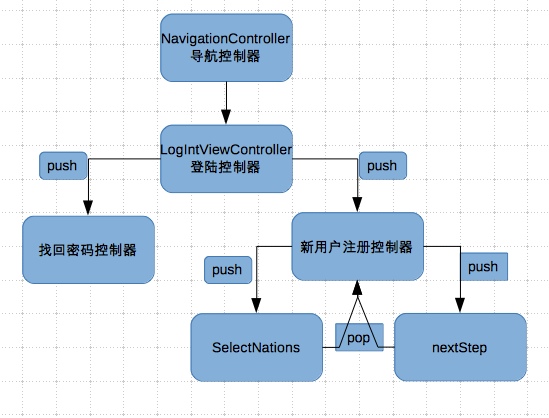 NavigationController
导航控制器
LogIntViewController
登陆控制器
push
push
找回密码控制器
新用户注册控制器
push
push
SelectNations
pop
nextStep